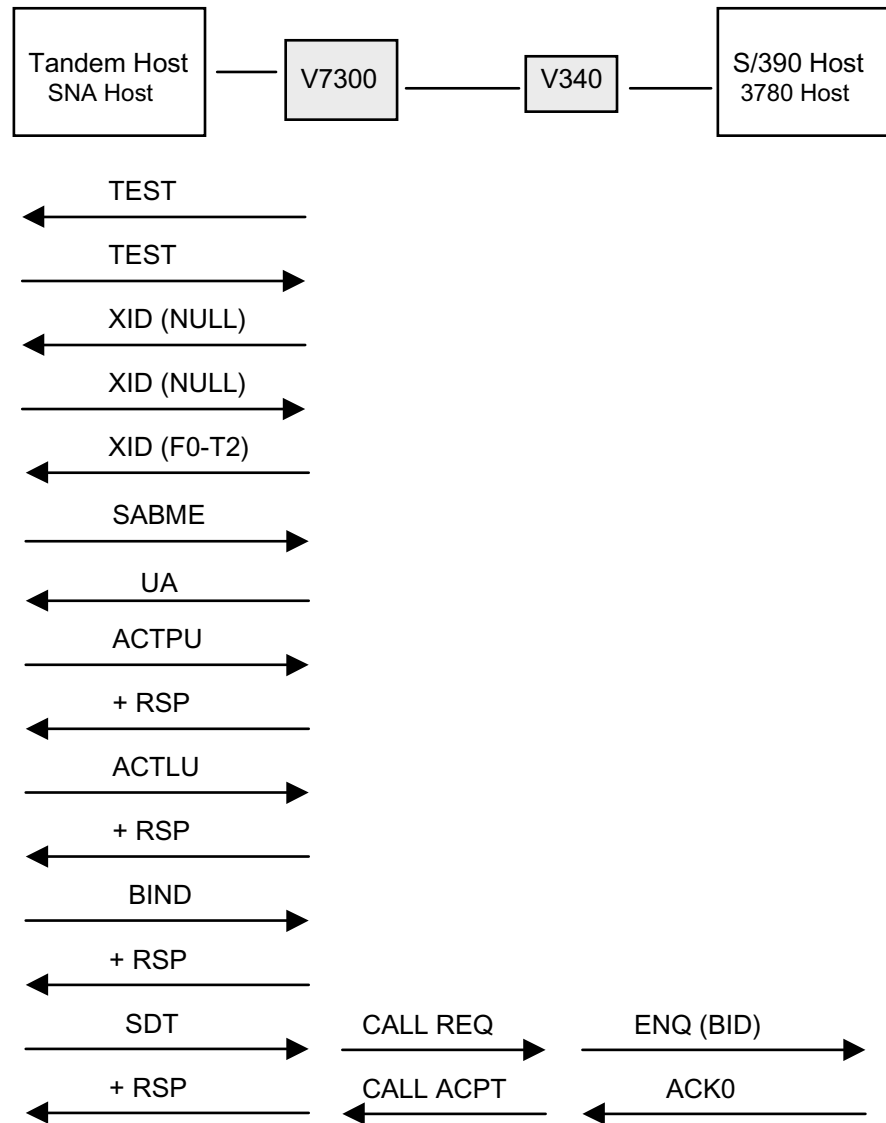 Tandem Host
SNA Host
V7300
V340
S/390 Host
3780 Host
TEST
TEST
XID (NULL)
XID (NULL)
XID (F0-T2)
SABME
UA
ACTPU
+ RSP
ACTLU
+ RSP
BIND
+ RSP
SDT CALL REQ ENQ (BID)
+ RSP CALL ACPT ACK0